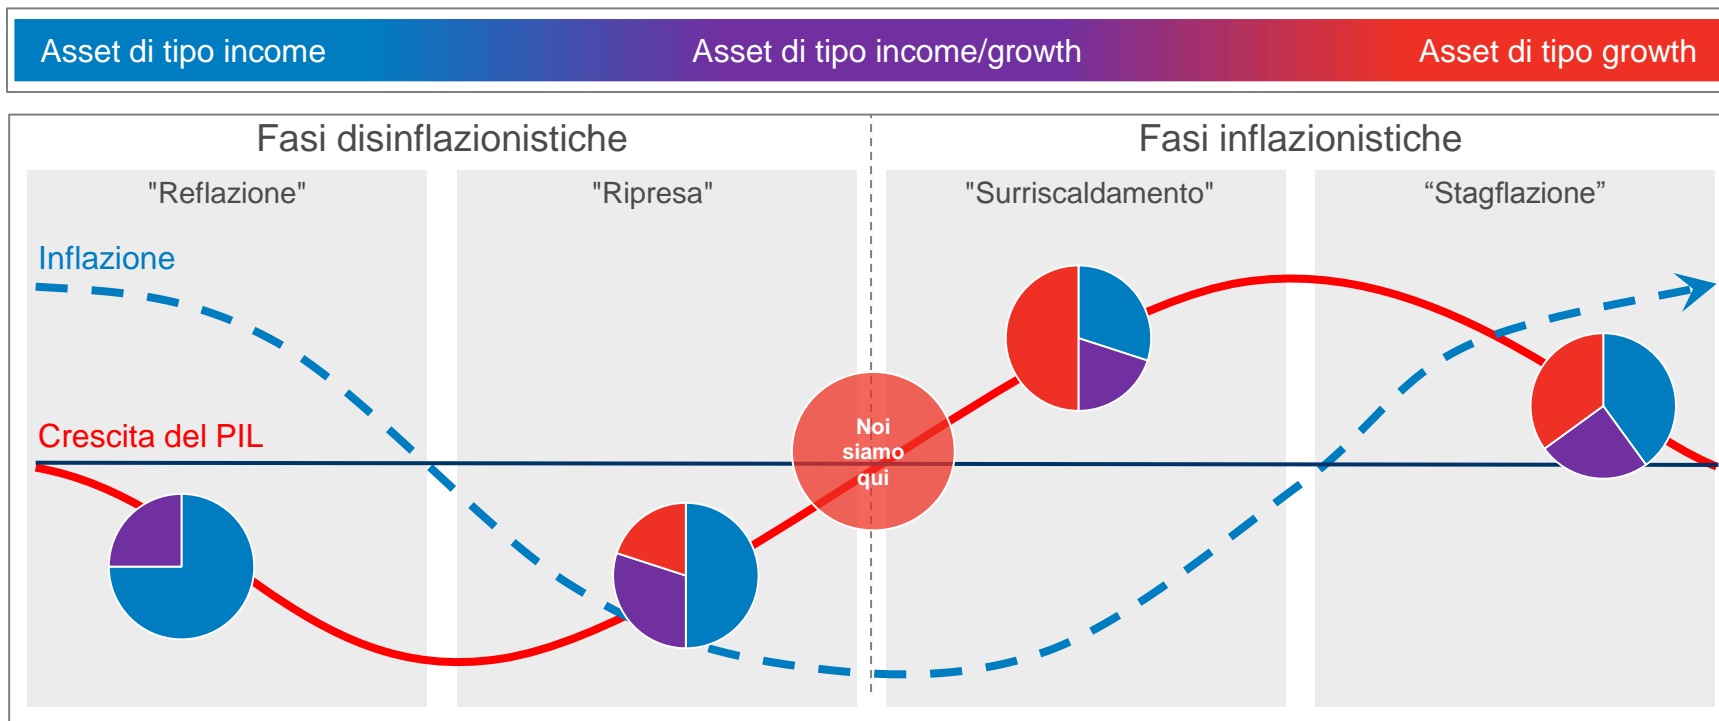 Asset di tipo income
Asset di tipo income/growth
Asset di tipo growth
Fasi disinflazionistiche
Fasi inflazionistiche
"Reflazione"
"Ripresa"
"Surriscaldamento"
“Stagflazione”
Inflazione
Crescita del PIL
Noi
siamo
qui